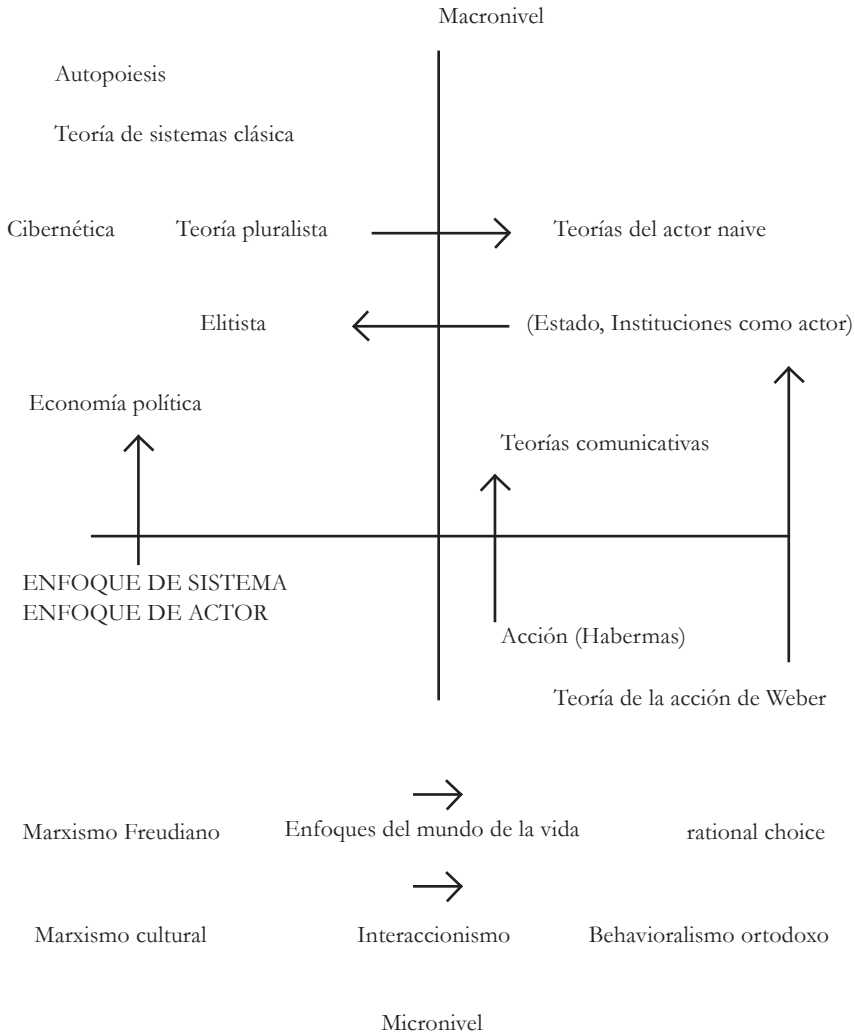 Macronivel
Autopoiesis
Teoría de sistemas clásica
Cibernética
Teoría pluralista
Teorías del actor naive
Elitista
(Estado, Instituciones como actor)
Economía política
Teorías comunicativas
ENFOQUE DE SISTEMA
ENFOQUE DE ACTOR
Acción (Habermas)
Teoría de la acción de Weber
Marxismo Freudiano
Enfoques del mundo de la vida
rational choice
Marxismo cultural
Interaccionismo
Behavioralismo ortodoxo
Micronivel